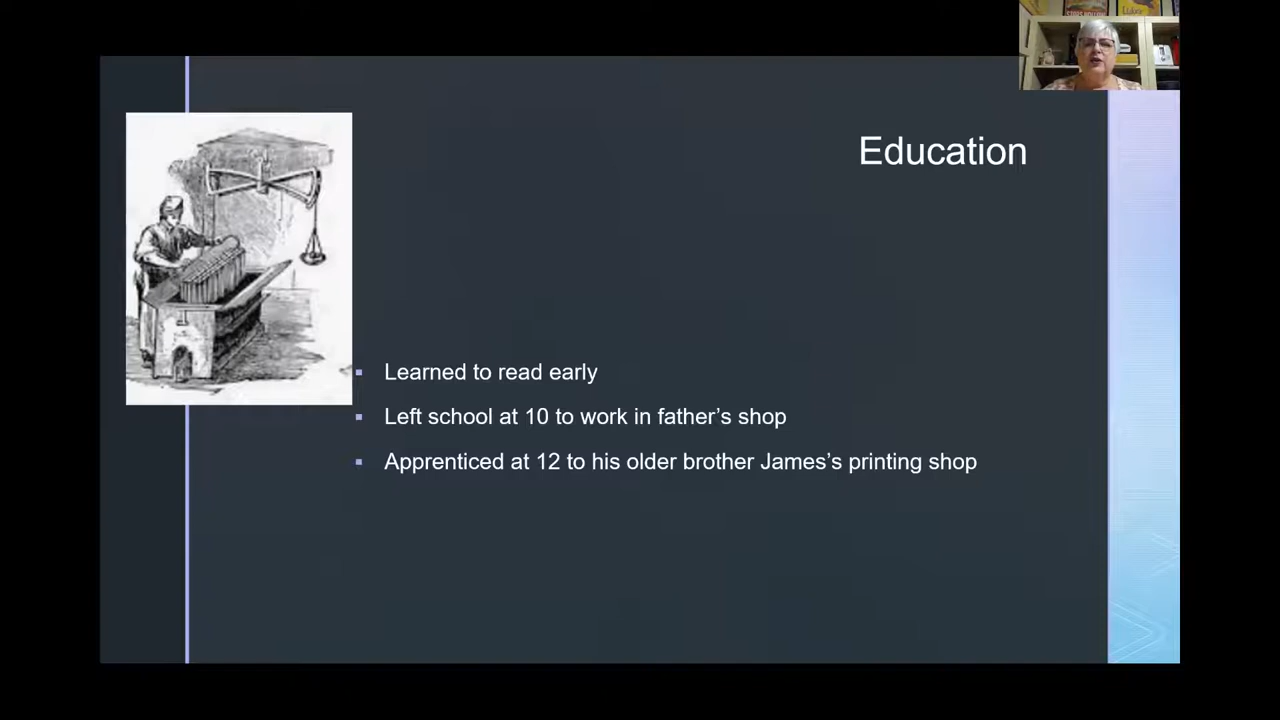 Education
Learned to read early
Left school at 10 to work in father’s shop
Apprenticed at 12 to his older brother James’s printing shop